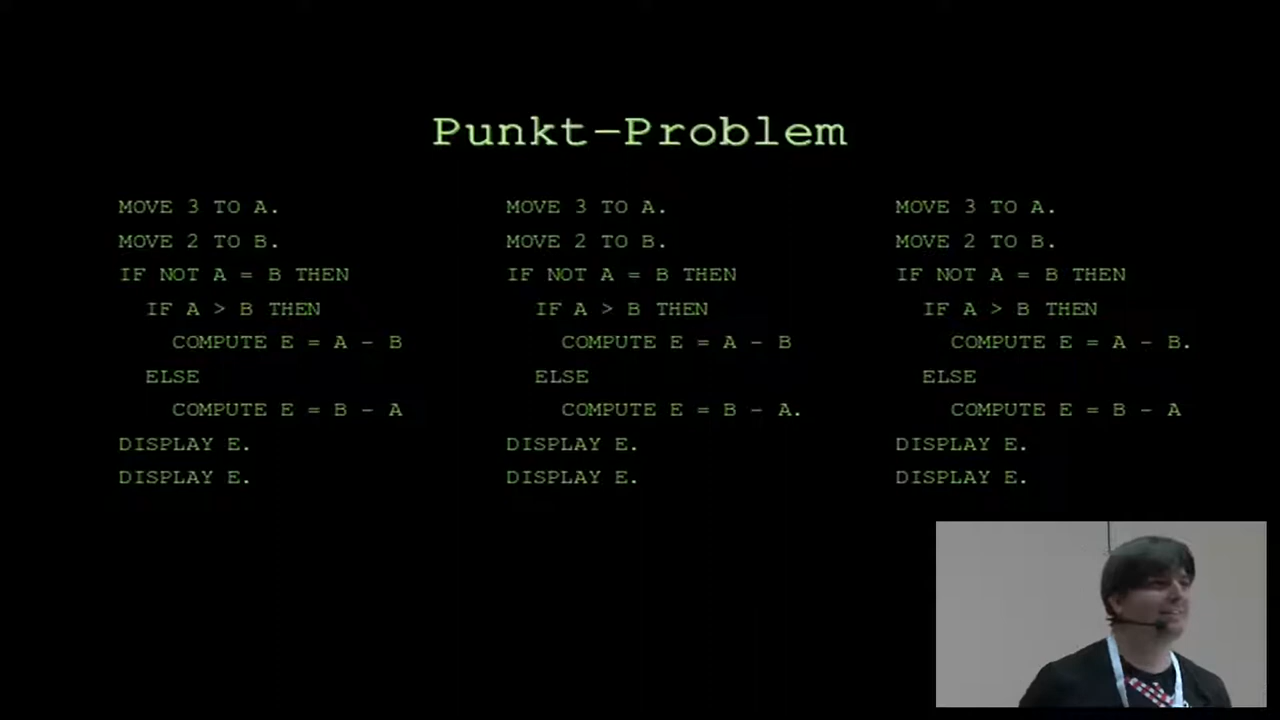 Punkt-Problem
MOVE 3 TO A.
MOVE 2 TO B.
IF NOT A = B THEN
IF A > B THEN
COMPUTE E = A - B
ELSE
COMPUTE E = B - A
DISPLAY E.
DISPLAY E.
MOVE 3 TO A.
MOVE 2 TO B.
IF NOT A = B THEN
IF A > B THEN
COMPUTE E = A - B
ELSE
COMPUTE E = B - A.
DISPLAY E.
DISPLAY E.
MOVE 3 TO A.
MOVE 2 TO B.
IF NOT A = B THEN
IF A > B THEN
COMPUTE E = A - B.
ELSE
COMPUTE E = B - A
DISPLAY E.
DISPLAY E.